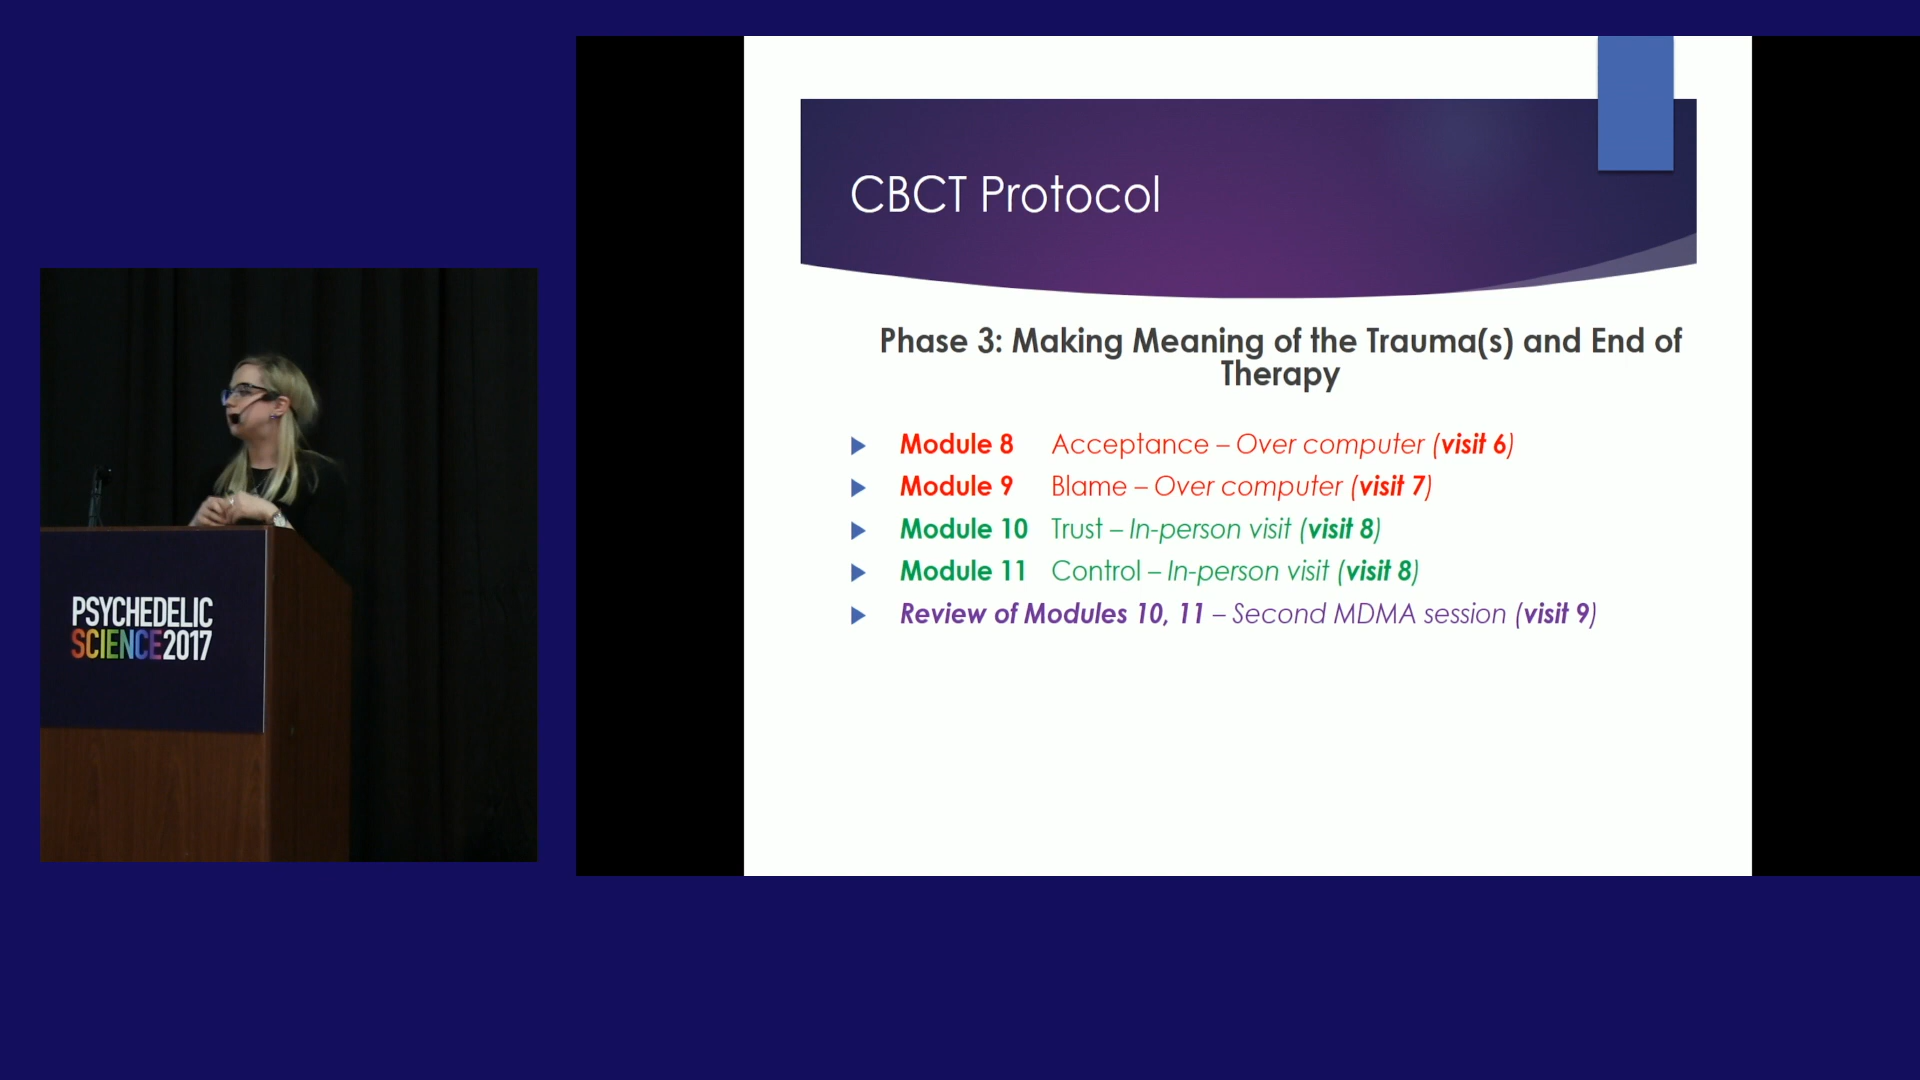 CBCT Protocol
Phase 3: Making Meaning of the Trauma(s) and End of
Therapy
Module 8 Acceptance – Over computer (visit 6)
Module 9 Blame – Over computer (visit 7)
Module 10 Trust – In-person visit (visit 8)
Module 11 Control – In-person visit (visit 8)
Review of Modules 10, 11 – Second MDMA session (visit 9)
PSYCHEDELIC
SCIENCE2017